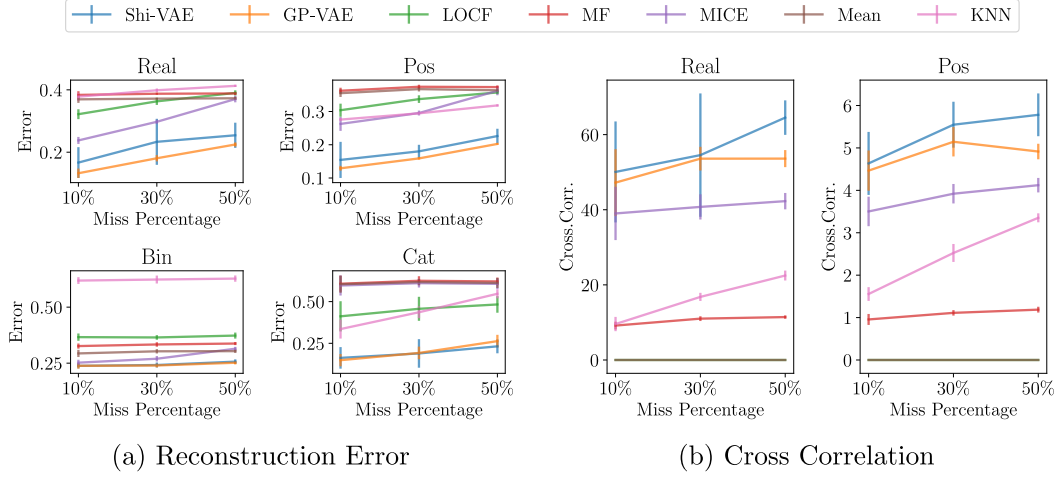 Shi-VAE GP-VAE LOCF MF MICE Mean KNN
Real
Error
0.4
0.2
10% 30% 50%
Miss Percentage
Pos
Error
0.3
0.2
0.1
10% 30% 50%
Miss Percentage
Bin
Error
0.50
0.25
10% 30% 50%
Miss Percentage
Cat
Error
0.50
0.25
10% 30% 50%
Miss Percentage
(a) Reconstruction Error
Real
Cross.Corr.
60
40
20
0
10% 30% 50%
Miss Percentage
Pos
Cross.Corr.
6
5
4
3
2
1
0
10% 30% 50%
Miss Percentage
(b) Cross Correlation